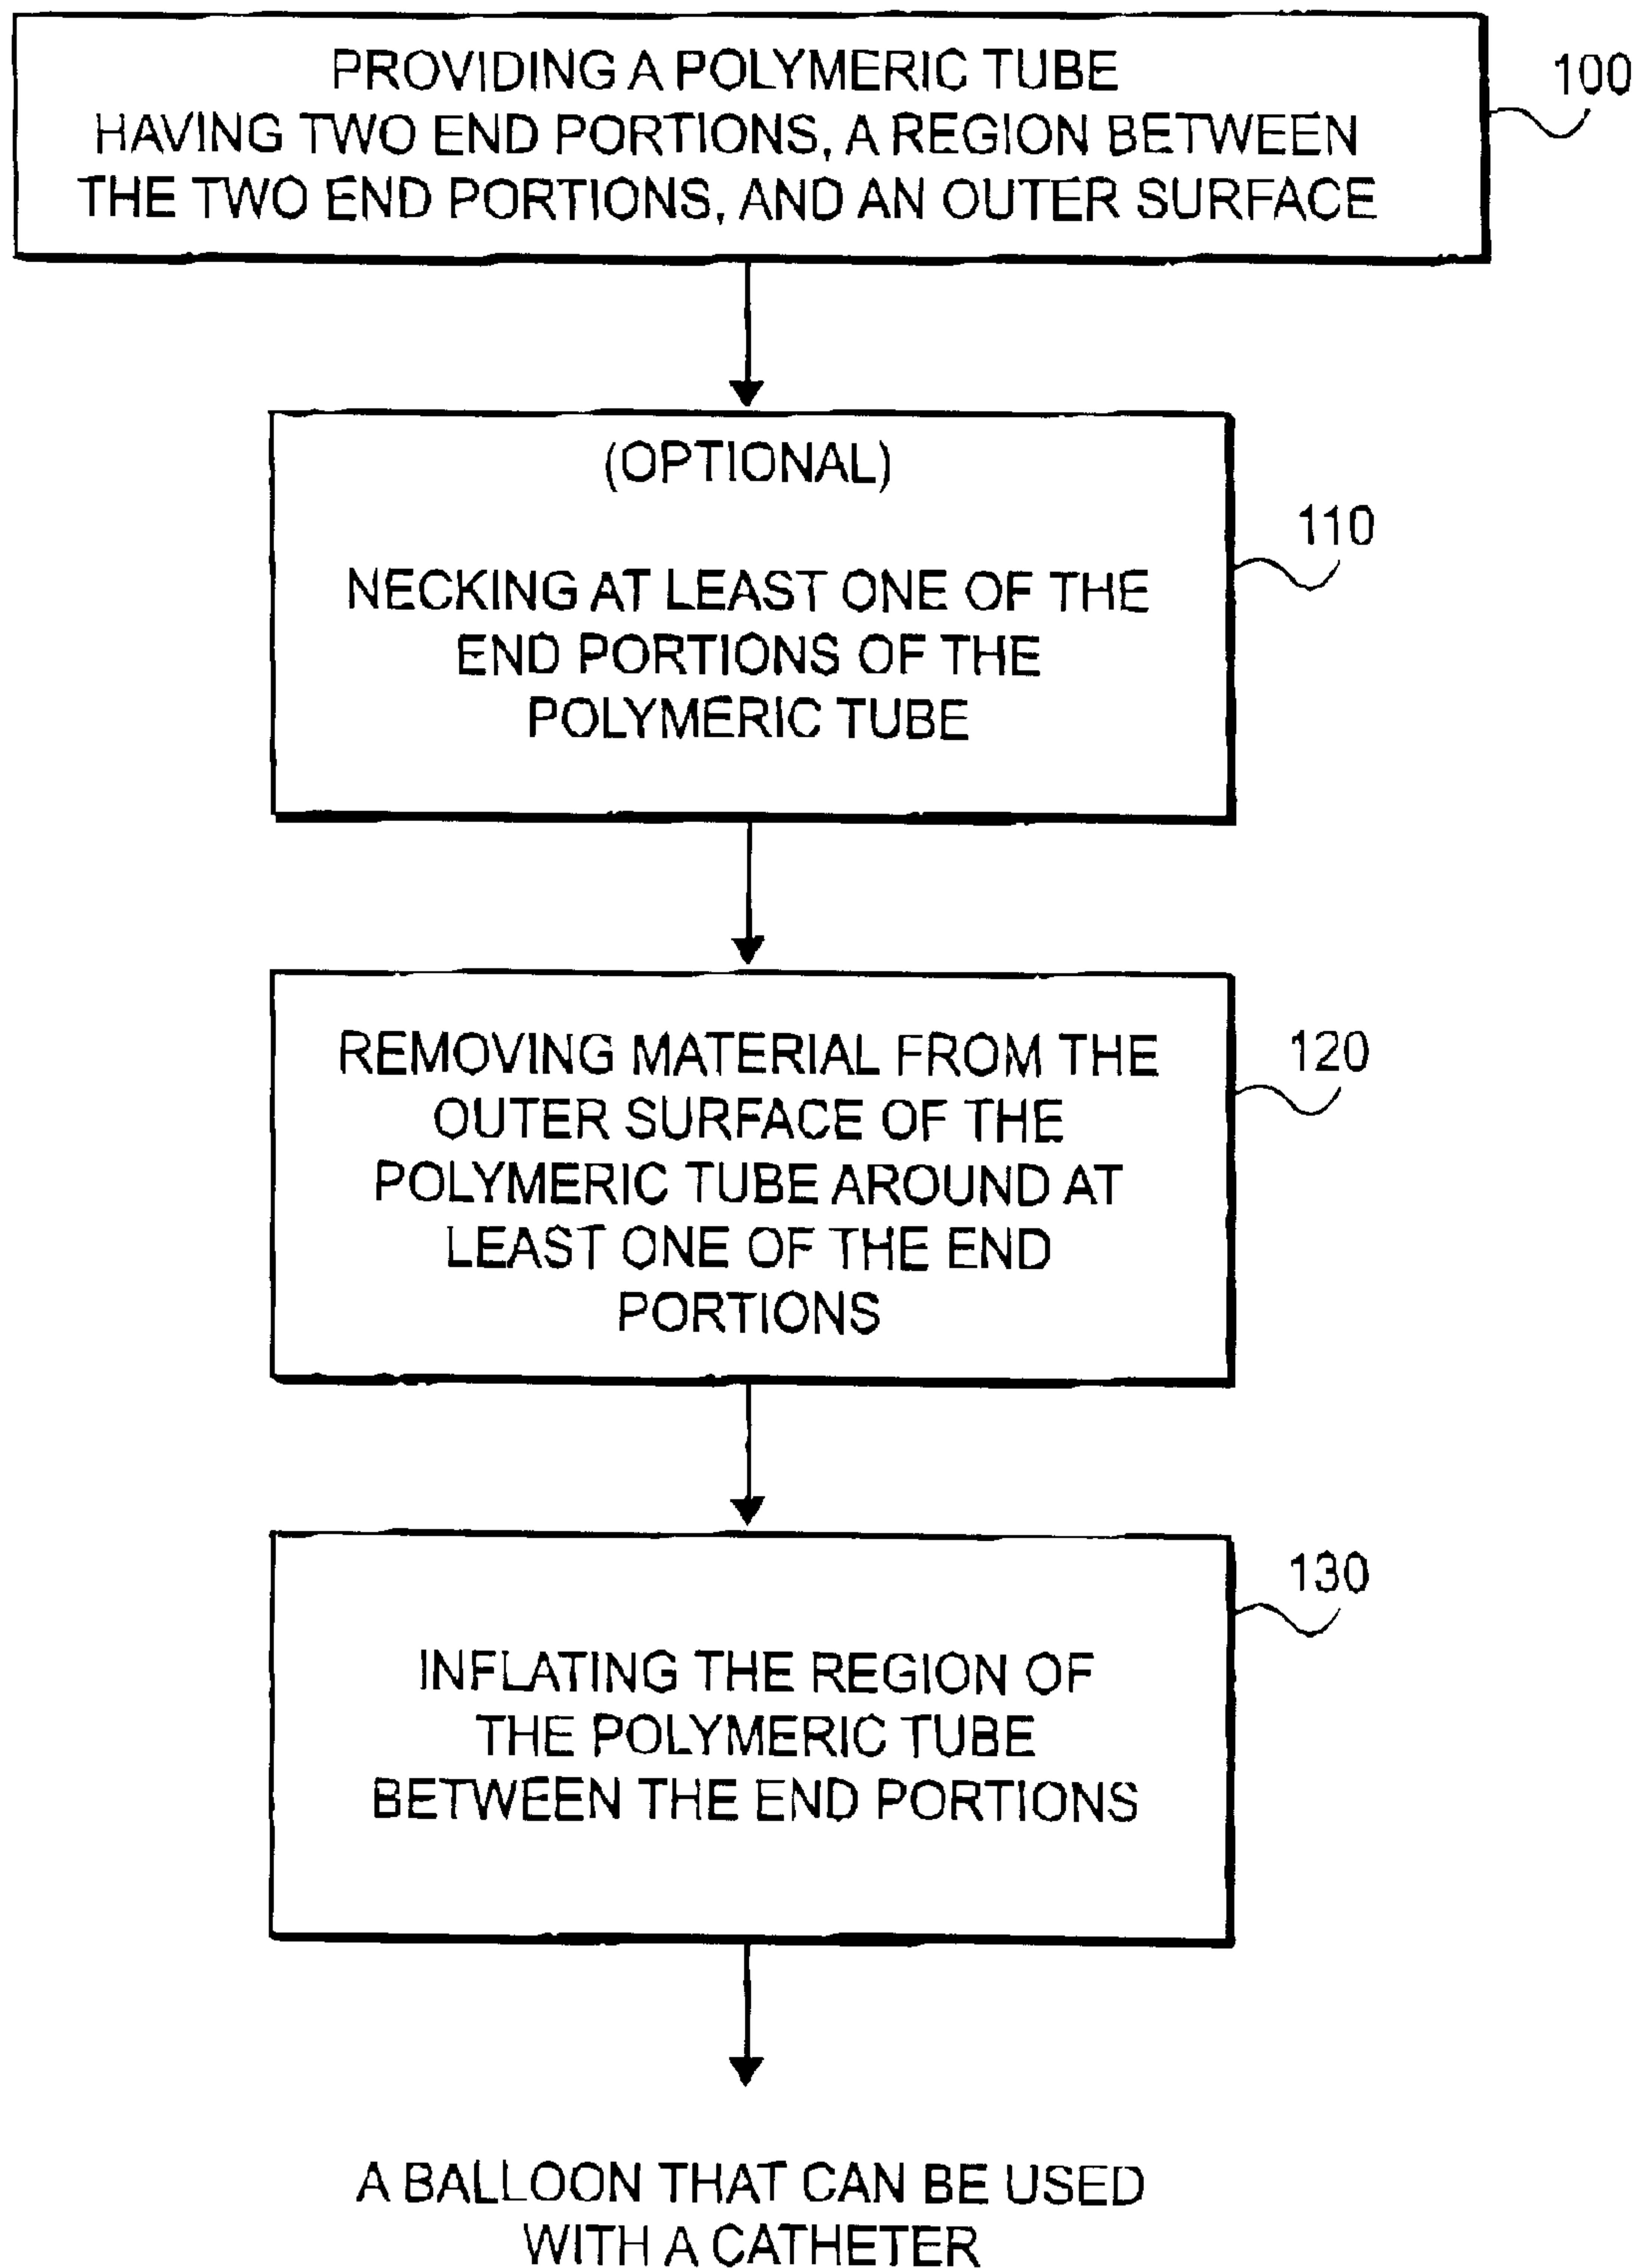 PROVIDING A POLYMERIC TUBE
HAVING TWO END PORTIONS, A REGION BETWEEN
THE TWO END PORTIONS, AND AN OUTER SURFACE
100
(OPTIONAL)
NECKING AT LEAST ONE OF THE
END PORTIONS OF THE
POLYMERIC TUBE
110
REMOVING MATERIAL FROM THE
OUTER SURFACE OF THE
POLYMERIC TUBE AROUND AT
LEAST ONE OF THE END
PORTIONS
120
INFLATING THE REGION OF
THE POLYMERIC TUBE
BETWEEN THE END PORTIONS
130
A BALLOON THAT CAN BE USED
WITH A CATHETER